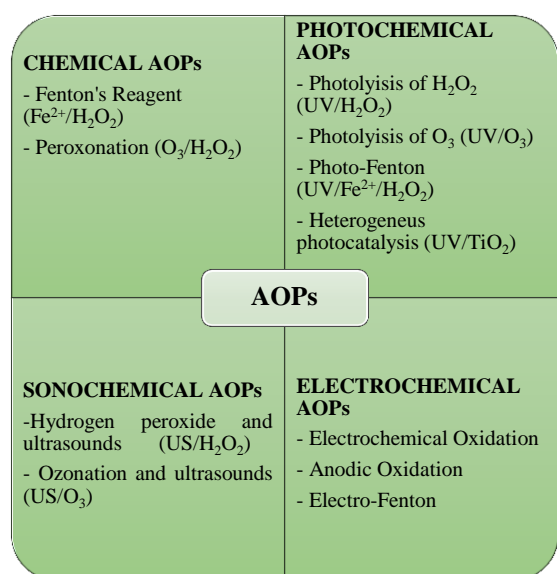 CHEMICAL AOPs
- Fenton's Reagent
(Fe²⁺/H₂O₂)
- Peroxonation (O₃/H₂O₂)
PHOTOCHEMICAL
AOPs
- Photolyisis of H₂O₂
(UV/H₂O₂)
- Photolyisis of O₃ (UV/O₃)
- Photo-Fenton
(UV/Fe²⁺/H₂O₂)
- Heterogeneus
photocatalysis (UV/TiO₂)
AOPs
SONOCHEMICAL AOPs
-Hydrogen peroxide and
ultrasounds (US/H₂O₂)
- Ozonation and ultrasounds
(US/O₃)
ELECTROCHEMICAL
AOPs
- Electrochemical Oxidation
- Anodic Oxidation
- Electro-Fenton